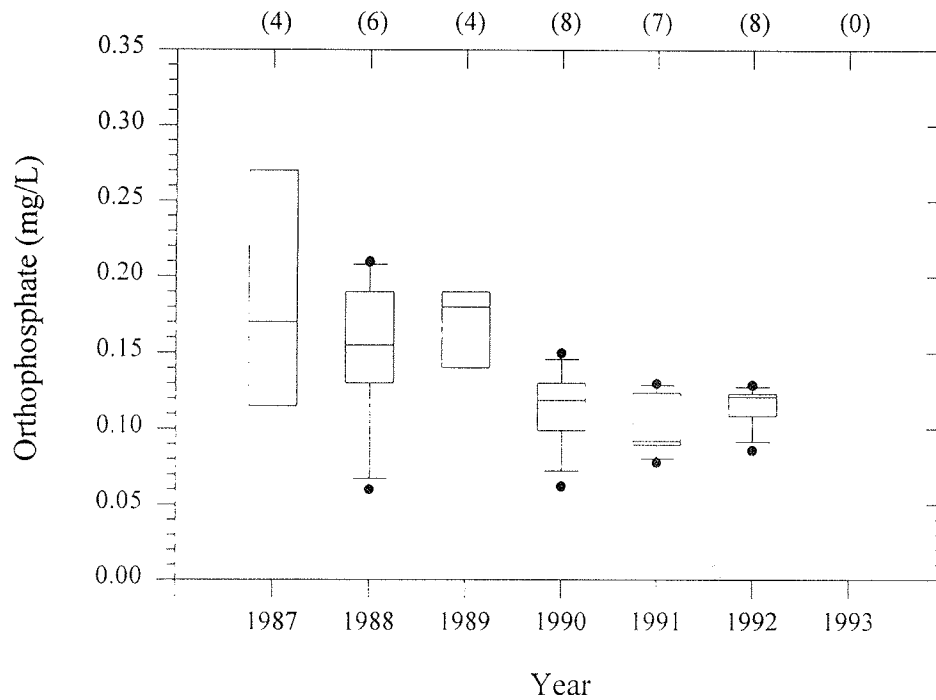 (4) (6) (4) (8) (7) (8) (0)
0.35
0.30
0.25
0.20
0.15
0.10
0.05
0.00
Orthophosphate (mg/L)
1987 1988 1989 1990 1991 1992 1993
Year